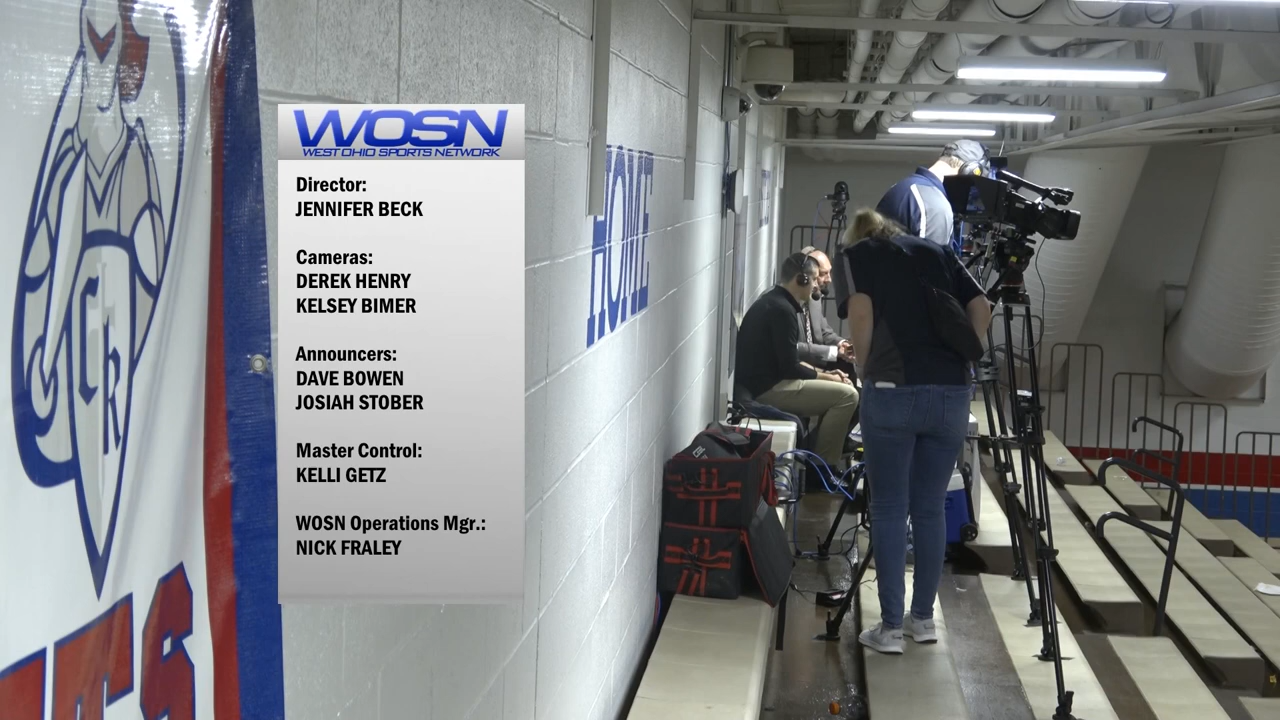 WOSN
WEST OHIO SPORTS NETWORK
Director:
JENNIFER BECK
Cameras:
DEREK HENRY
KELSEY BIMER
Announcers:
DAVE BOWEN
JOSIAH STOBER
Master Control:
KELLI GETZ
WOSN Operations Mgr.:
NICK FRALEY
HOME
CR
TS